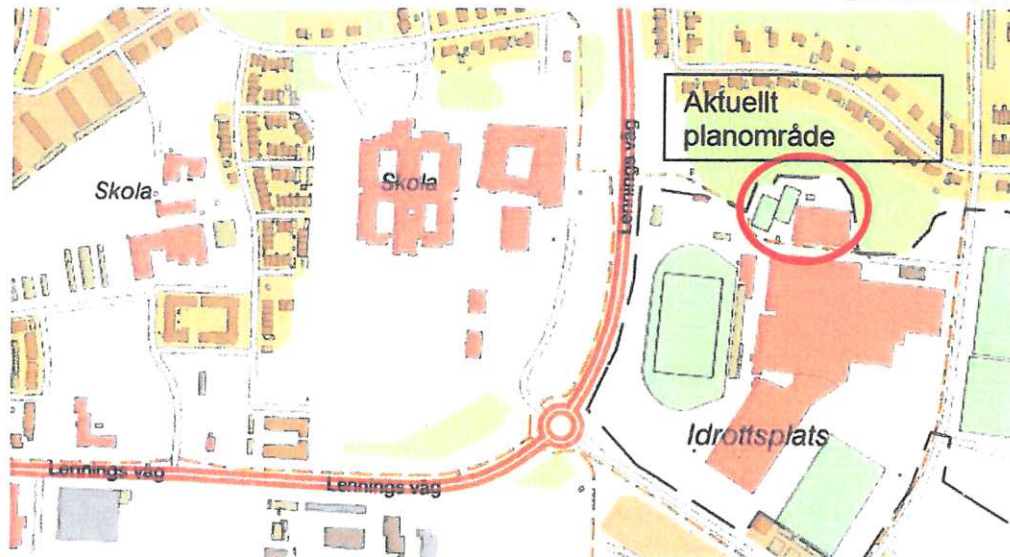 Aktuellt
planområde
Lennings väg
Skola
Skola
Idrottsplats
Lennings väg
Lennings väg